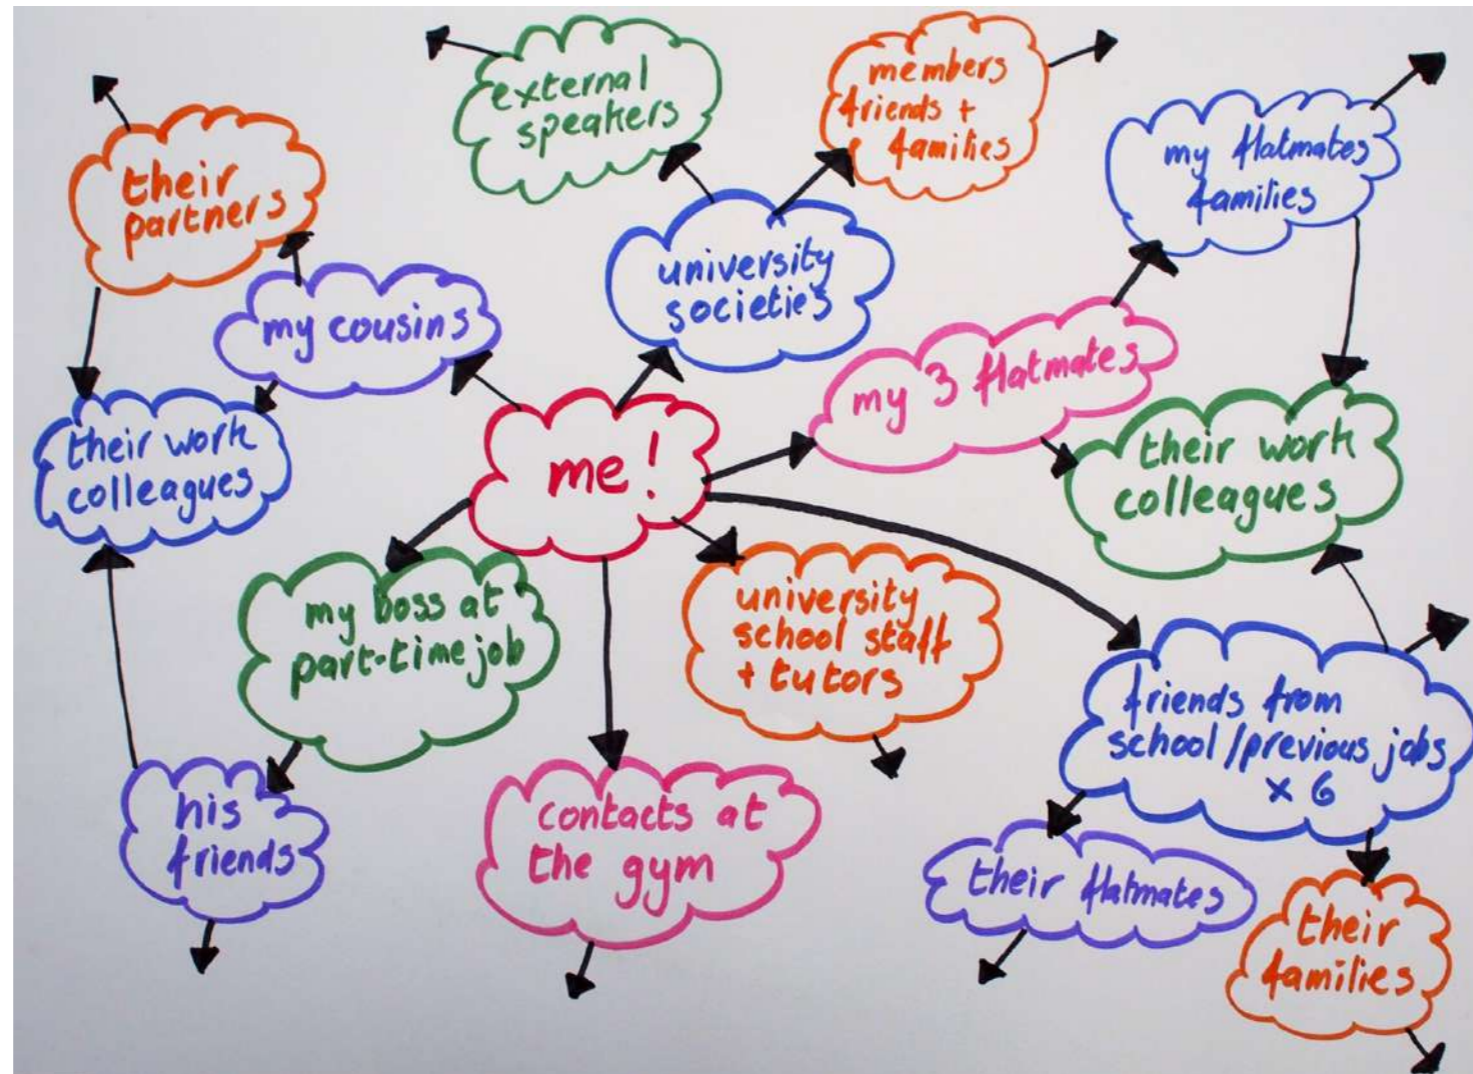 external
speakers
members
friends +
families
my flatmates
families
their
partners
university
societies
my cousins
my 3 flatmates
their work
colleagues
me!
their work
colleagues
my boss at
part-time job
university
school staff
+ tutors
friends from
school/previous jobs
x 6
his
friends
contacts at
the gym
their flatmates
their
families